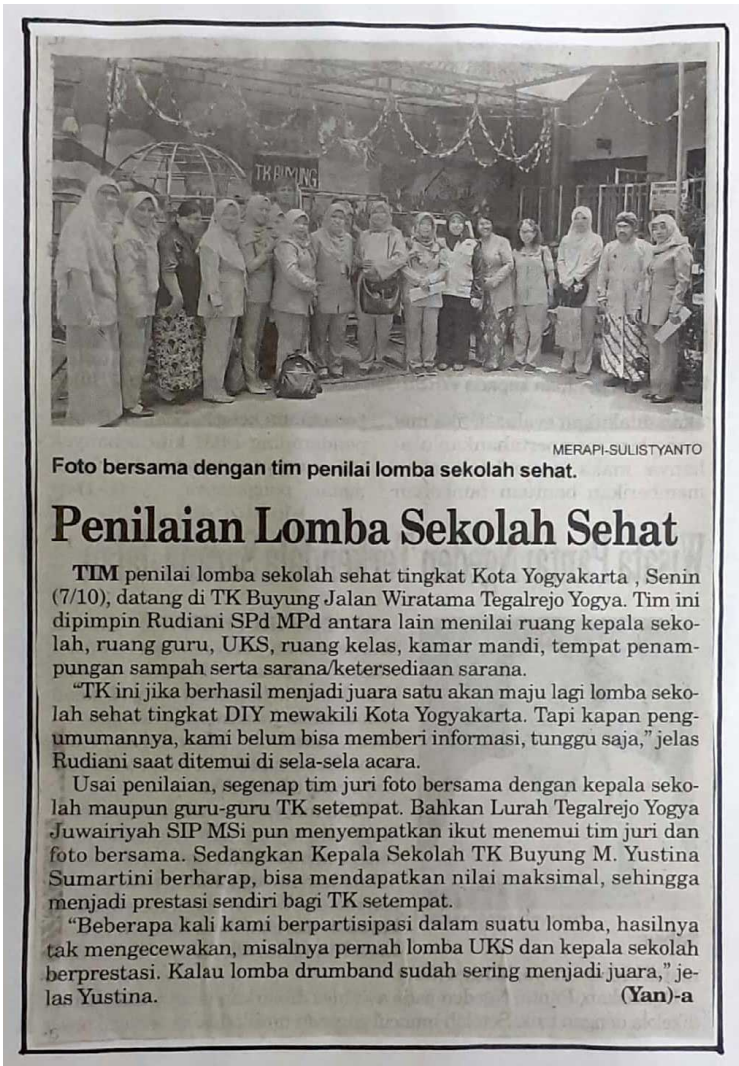 TK BUYUNG
MERAPI-SULISTYANTO
Foto bersama dengan tim penilai lomba sekolah sehat.
Penilaian Lomba Sekolah Sehat
TIM penilai lomba sekolah sehat tingkat Kota Yogyakarta , Senin
(7/10), datang di TK Buyung Jalan Wiratama Tegalrejo Yogya. Tim ini
dipimpin Rudiani SPd MPd antara lain menilai ruang kepala seko-
lah, ruang guru, UKS, ruang kelas, kamar mandi, tempat penam-
pungan sampah serta sarana/ketersediaan sarana.
"TK ini jika berhasil menjadi juara satu akan maju lagi lomba seko-
lah sehat tingkat DIY mewakili Kota Yogyakarta. Tapi kapan peng-
umumannya, kami belum bisa memberi informasi, tunggu saja," jelas
Rudiani saat ditemui di sela-sela acara.
Usai penilaian, segenap tim juri foto bersama dengan kepala seko-
lah maupun guru-guru TK setempat. Bahkan Lurah Tegalrejo Yogya
Juwairiyah SIP MSi pun menyempatkan ikut menemui tim juri dan
foto bersama. Sedangkan Kepala Sekolah TK Buyung M. Yustina
Sumartini berharap, bisa mendapatkan nilai maksimal, sehingga
menjadi prestasi sendiri bagi TK setempat.
"Beberapa kali kami berpartisipasi dalam suatu lomba, hasilnya
tak mengecewakan, misalnya pernah lomba UKS dan kepala sekolah
berprestasi. Kalau lomba drumband sudah sering menjadi juara," je-
las Yustina. (Yan)-a